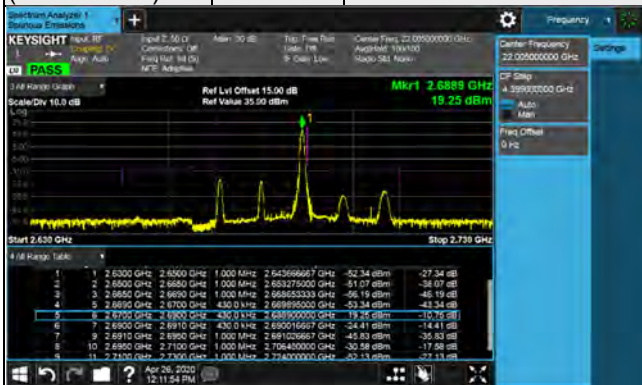 Spectrum Analyzer 1
Spurious Emissions
Frequency
KEYSIGHT Input: RF
Coupling: DC
Align: Auto
Input Z: 50 Ω
Corrections: Off
Freq Ref: Int (S)
NFE: Adaptive
Atten: 30 dB
Trig: Free Run
Gate: Off
IF Gain: Low
Center Freq: 22.005000000 GHz
Avg|Hold: 100/100
Radio Std: None
PASS
Center Frequency
22.005000000 GHz
Settings
CF Step
4.399000000 GHz
Auto
Man
Freq Offset
0 Hz
3 All Range Graph
Scale/Div 10.0 dB
Ref Lvl Offset 15.00 dB
Ref Value 35.00 dBm
Mkr1 2.6889 GHz
19.25 dBm
Log
1
Start 2.630 GHz
Stop 2.730 GHz
4 All Range Table
1 1 2.6300 GHz 2.6500 GHz 1.000 MHz 2.643666667 GHz -52.34 dBm -27.34 dB
2 2 2.6500 GHz 2.6680 GHz 1.000 MHz 2.653275000 GHz -51.07 dBm -38.07 dB
3 3 2.6680 GHz 2.6690 GHz 1.000 MHz 2.668653333 GHz -56.19 dBm -46.19 dB
4 5 2.6695 GHz 2.6700 GHz 430.0 kHz 2.669895000 GHz -53.34 dBm -43.34 dB
5 6 2.6700 GHz 2.6900 GHz 430.0 kHz 2.688900000 GHz -10.75 dB
6 7 2.6900 GHz 2.6910 GHz 430.0 kHz 2.690016667 GHz -24.41 dBm -14.41 dB
7 9 2.6910 GHz 2.6950 GHz 1.000 MHz 2.691026667 GHz -45.83 dBm -35.83 dB
8 10 2.6950 GHz 2.7100 GHz 1.000 MHz 2.706400000 GHz -30.58 dBm -17.58 dB
9 11 2.7100 GHz 2.7300 GHz 1.000 MHz 2.724000000 GHz -52.13 dBm -27.13 dB
Apr 26, 2020
12:11:54 PM